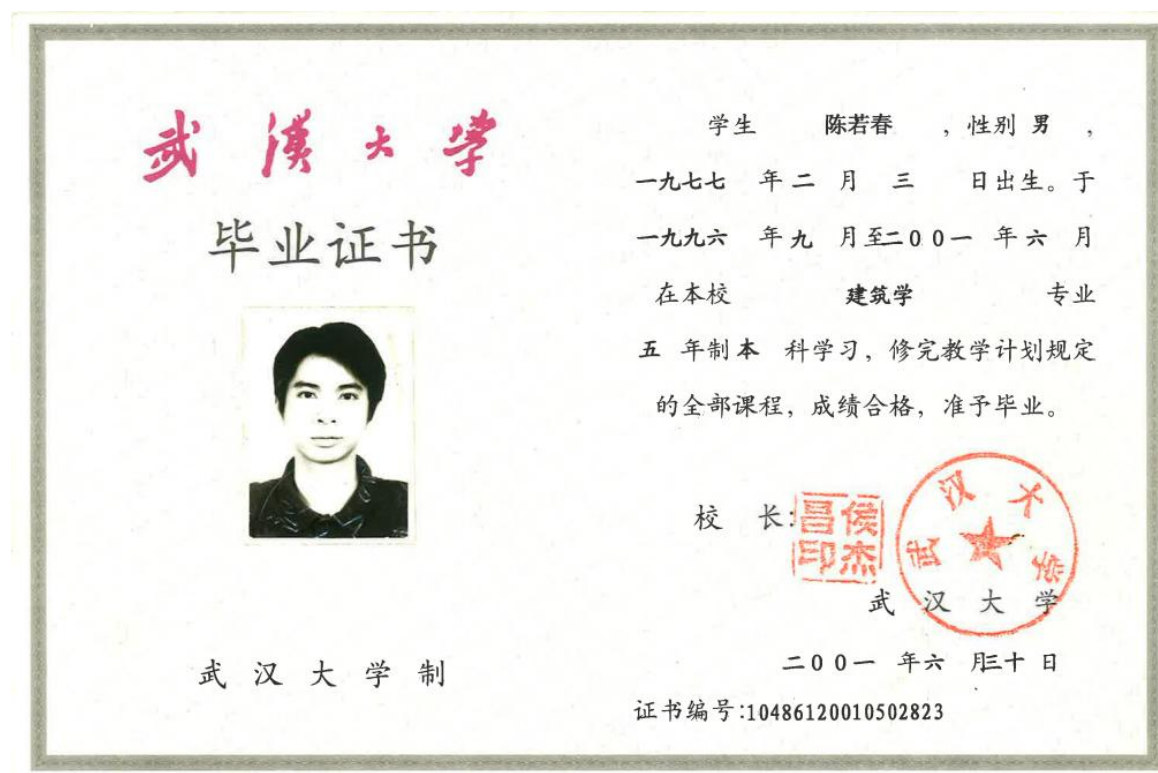 武汉大学
毕业证书
武汉大学制
学生 陈若春 ，性别 男 ，
一九七七 年 二 月 三 日出生。于
一九九六 年 九 月至二００一 年 六 月
在本校 建筑学 专业
五 年制 本 科学习，修完教学计划规定
的全部课程，成绩合格，准予毕业。
校 长:
侯杰昌印
武汉大学
武汉大学
二００一 年 六 月三十日
证书编号:10486120010502823